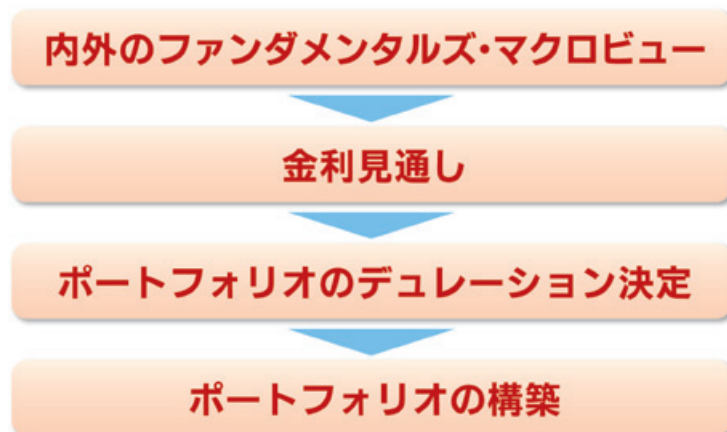 内外のファンダメンタルズ・マクロビュー
金利見通し
ポートフォリオのデュレーション決定
ポートフォリオの構築